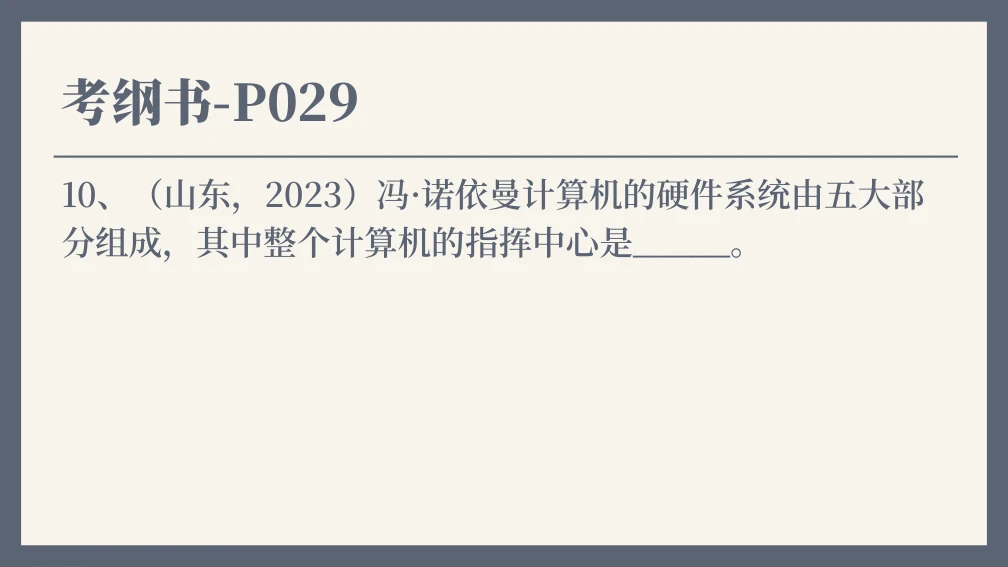 考纲书-P029
10、（山东，2023）冯·诺依曼计算机的硬件系统由五大部
分组成，其中整个计算机的指挥中心是______。